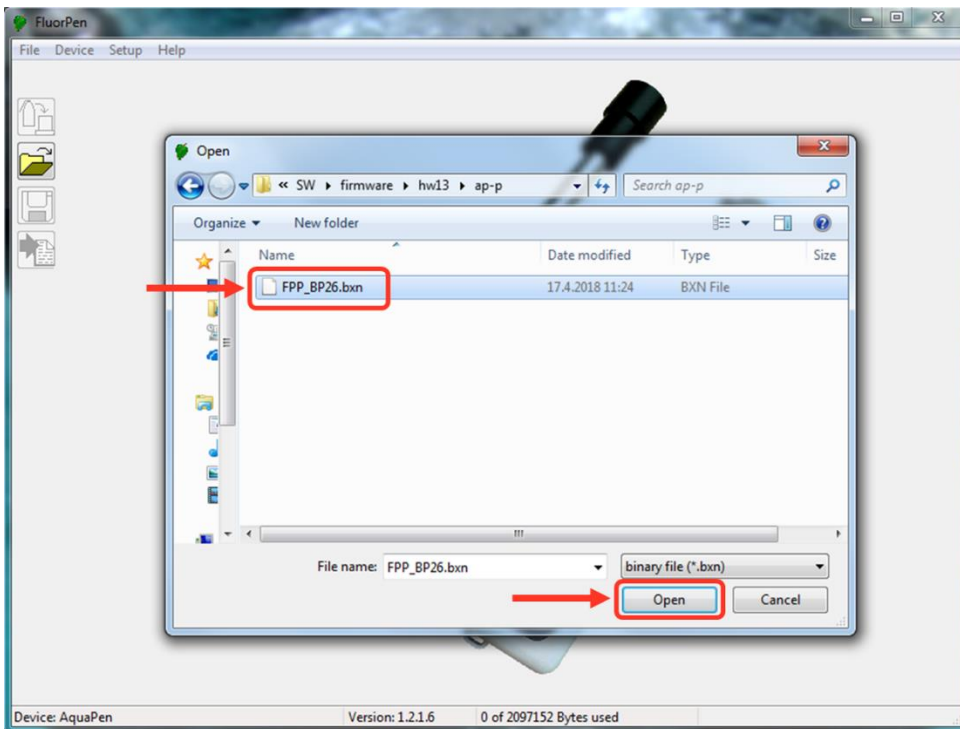 FluorPen
File Device Setup Help
Open
« SW ▸ firmware ▸ hw13 ▸ ap-p
Search ap-p
Organize New folder
Name Date modified Type Size
FPP_BP26.bxn 17.4.2018 11:24 BXN File
File name: FPP_BP26.bxn binary file (*.bxn)
Open Cancel
Device: AquaPen Version: 1.2.1.6 0 of 2097152 Bytes used